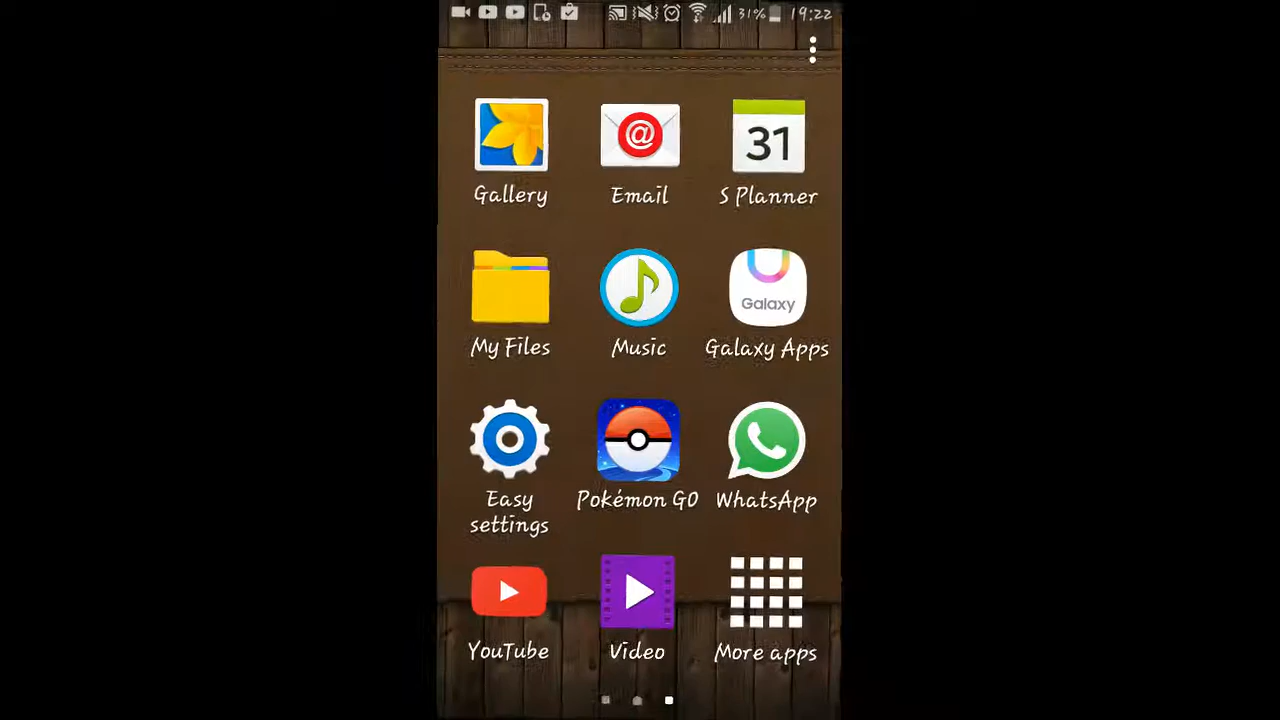 31% 19:22
31
Gallery Email S Planner
Galaxy
My Files Music Galaxy Apps
Easy settings Pokémon GO WhatsApp
YouTube Video More apps